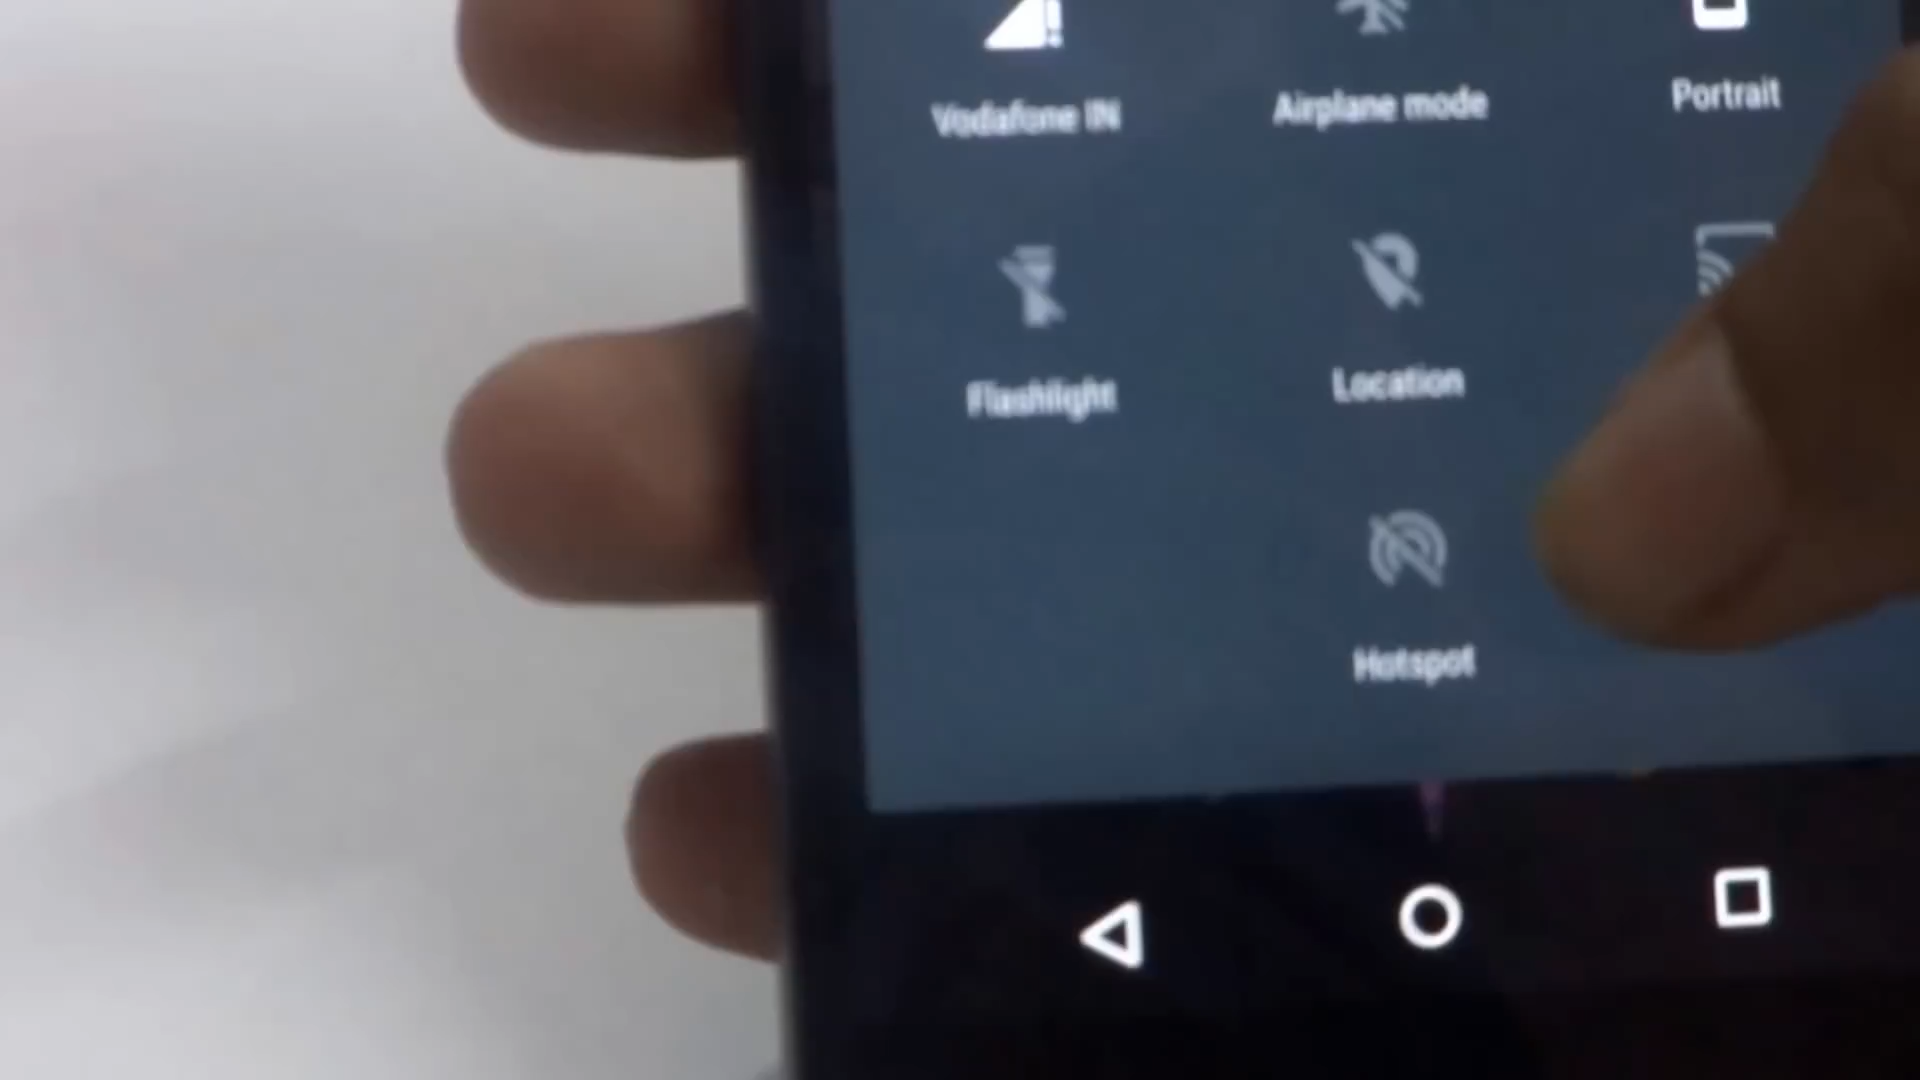 Vodafone IN
Airplane mode
Portrait
Flashlight
Location
Hotspot